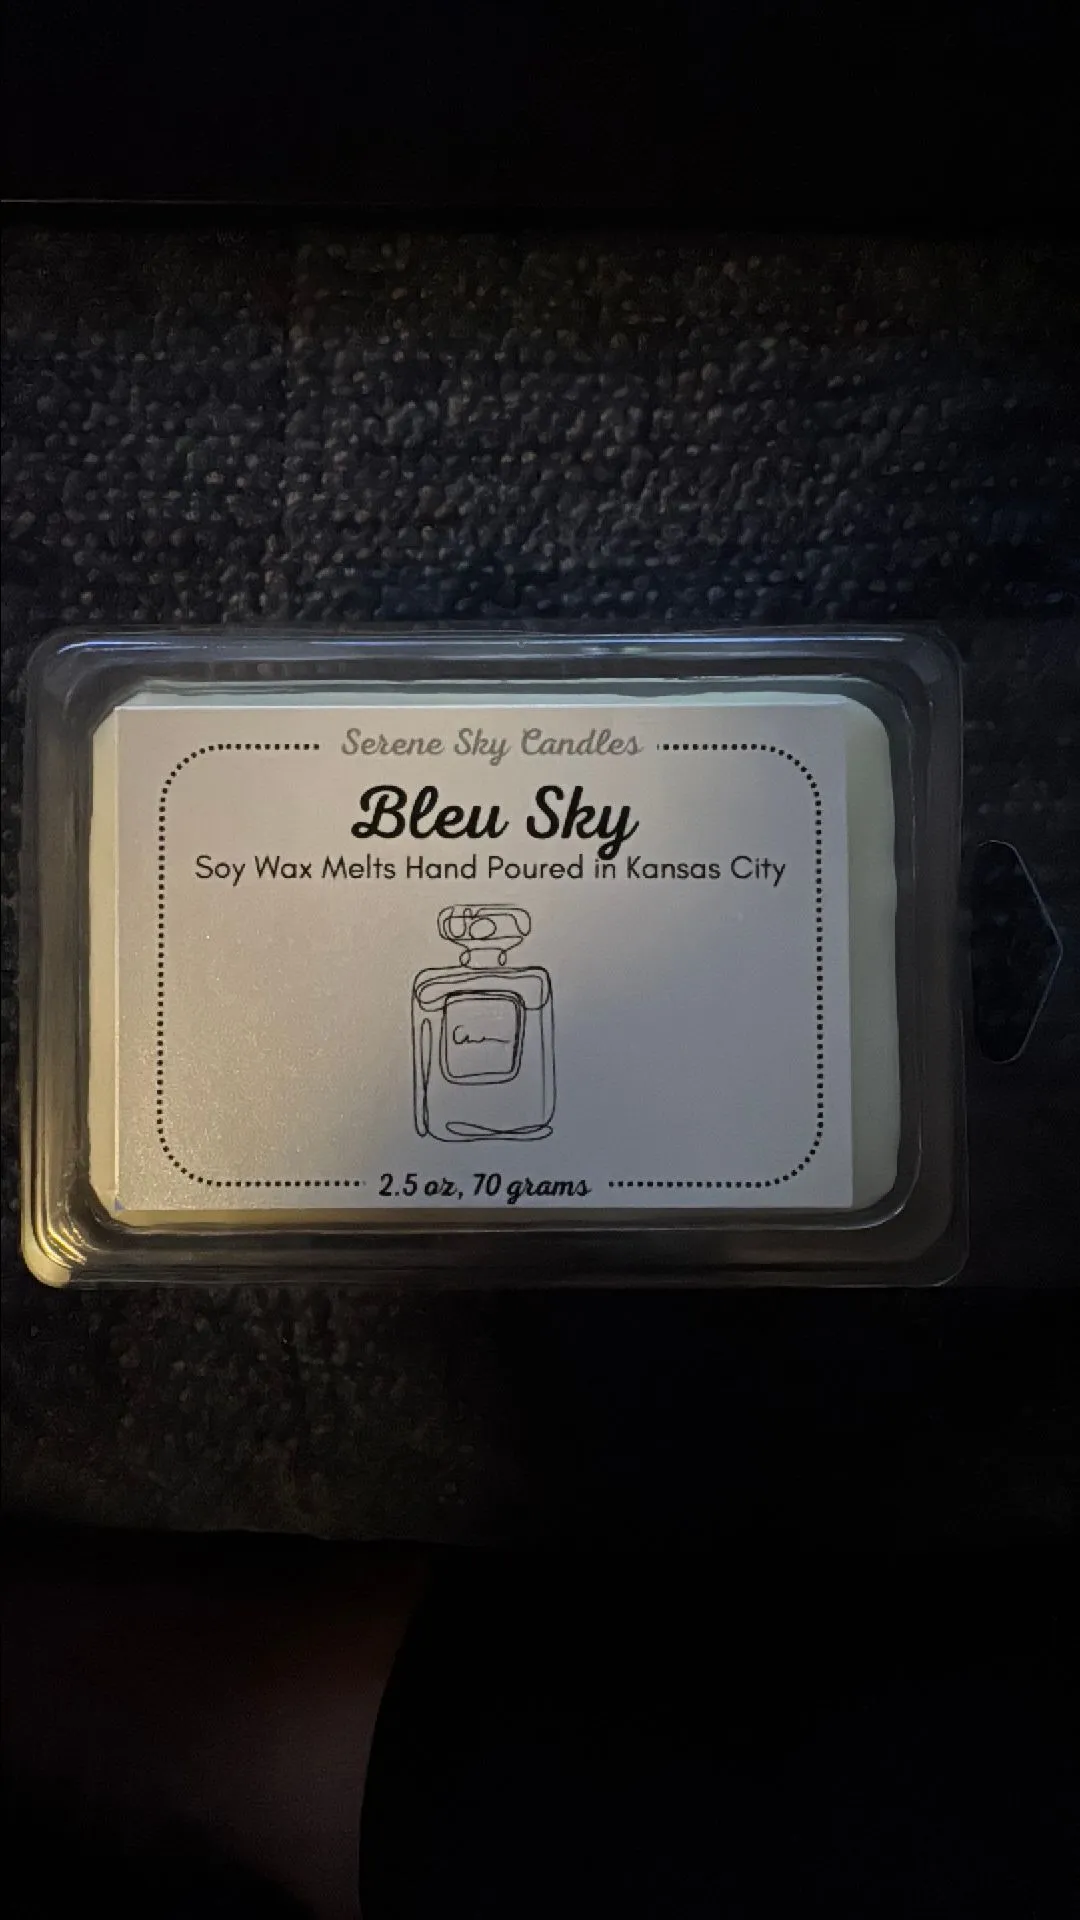 Serene Sky Candles
Bleu Sky
Soy Wax Melts Hand Poured in Kansas City
2.5 oz, 70 grams